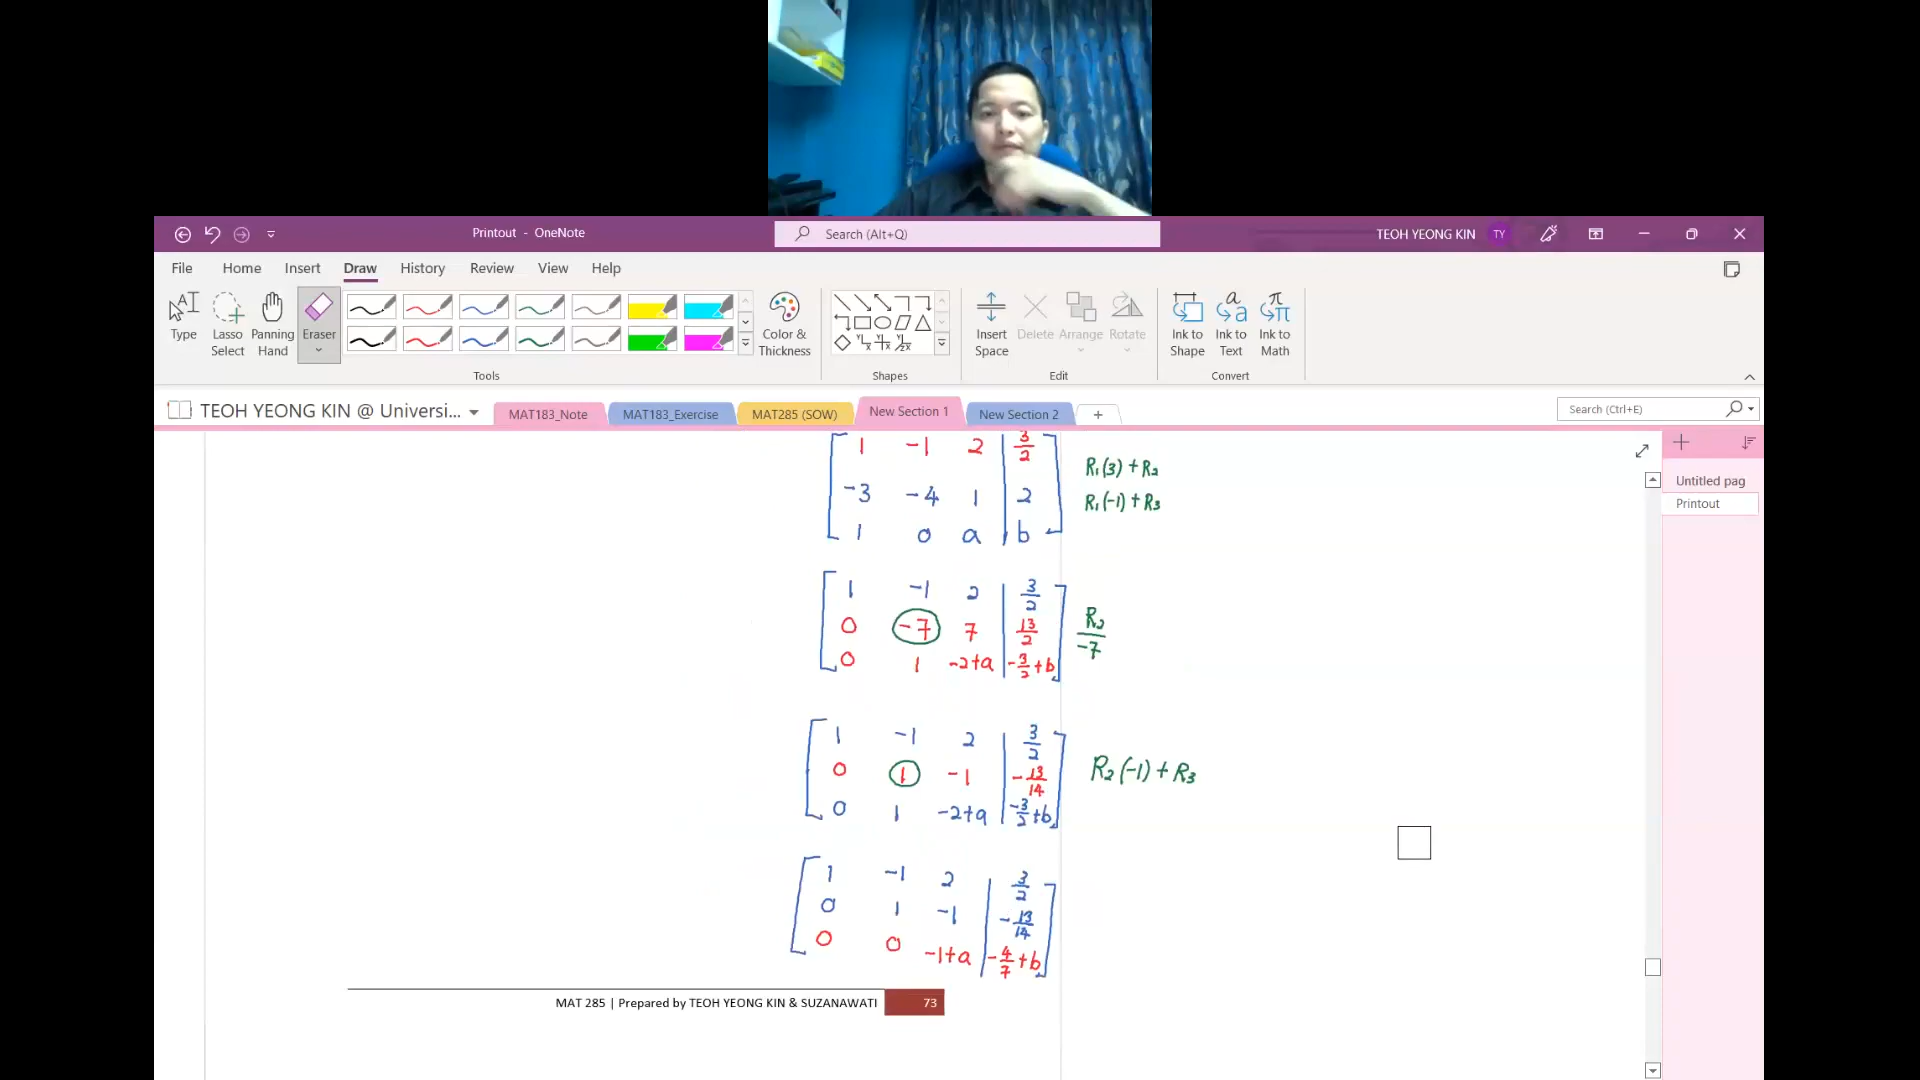 Printout - OneNote
Search (Alt+Q)
TEOH YEONG KIN
TY
File Home Insert Draw History Review View Help
Type
Lasso Select
Panning Hand
Eraser
Color & Thickness
Insert Space
Delete
Arrange
Rotate
Ink to Shape
Ink to Text
Ink to Math
Tools
Shapes
Edit
Convert
TEOH YEONG KIN @ Universi...
MAT183_Note
MAT183_Exercise
MAT285 (SOW)
New Section 1
New Section 2
Search (Ctrl+E)
Untitled pag
Printout
1 -1 2 | 3/2
-3 -4 1 | 2
1 0 a | b
R₁(3) + R₂
R₁(-1) + R₃
1 -1 2 | 3/2
0 -7 7 | 13/2
0 1 -2+a | -3/2+b
R₂/-7
1 -1 2 | 3/2
0 1 -1 | -13/14
0 1 -2+a | -3/2+b
R₂(-1) + R₃
1 -1 2 | 3/2
0 1 -1 | -13/14
0 0 -1+a | -4/7+b
MAT 285 | Prepared by TEOH YEONG KIN & SUZANAWATI 73